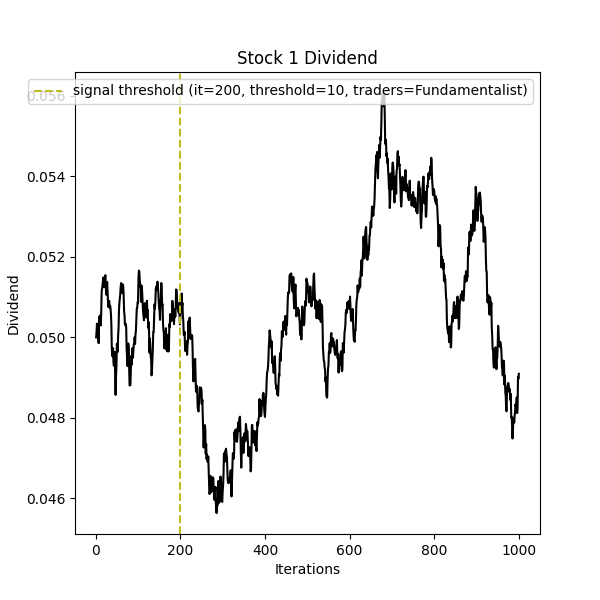 Stock 1 Dividend
signal threshold (it=200, threshold=10, traders=Fundamentalist)
0.056
0.054
0.052
0.050
0.048
0.046
Dividend
0 200 400 600 800 1000
Iterations